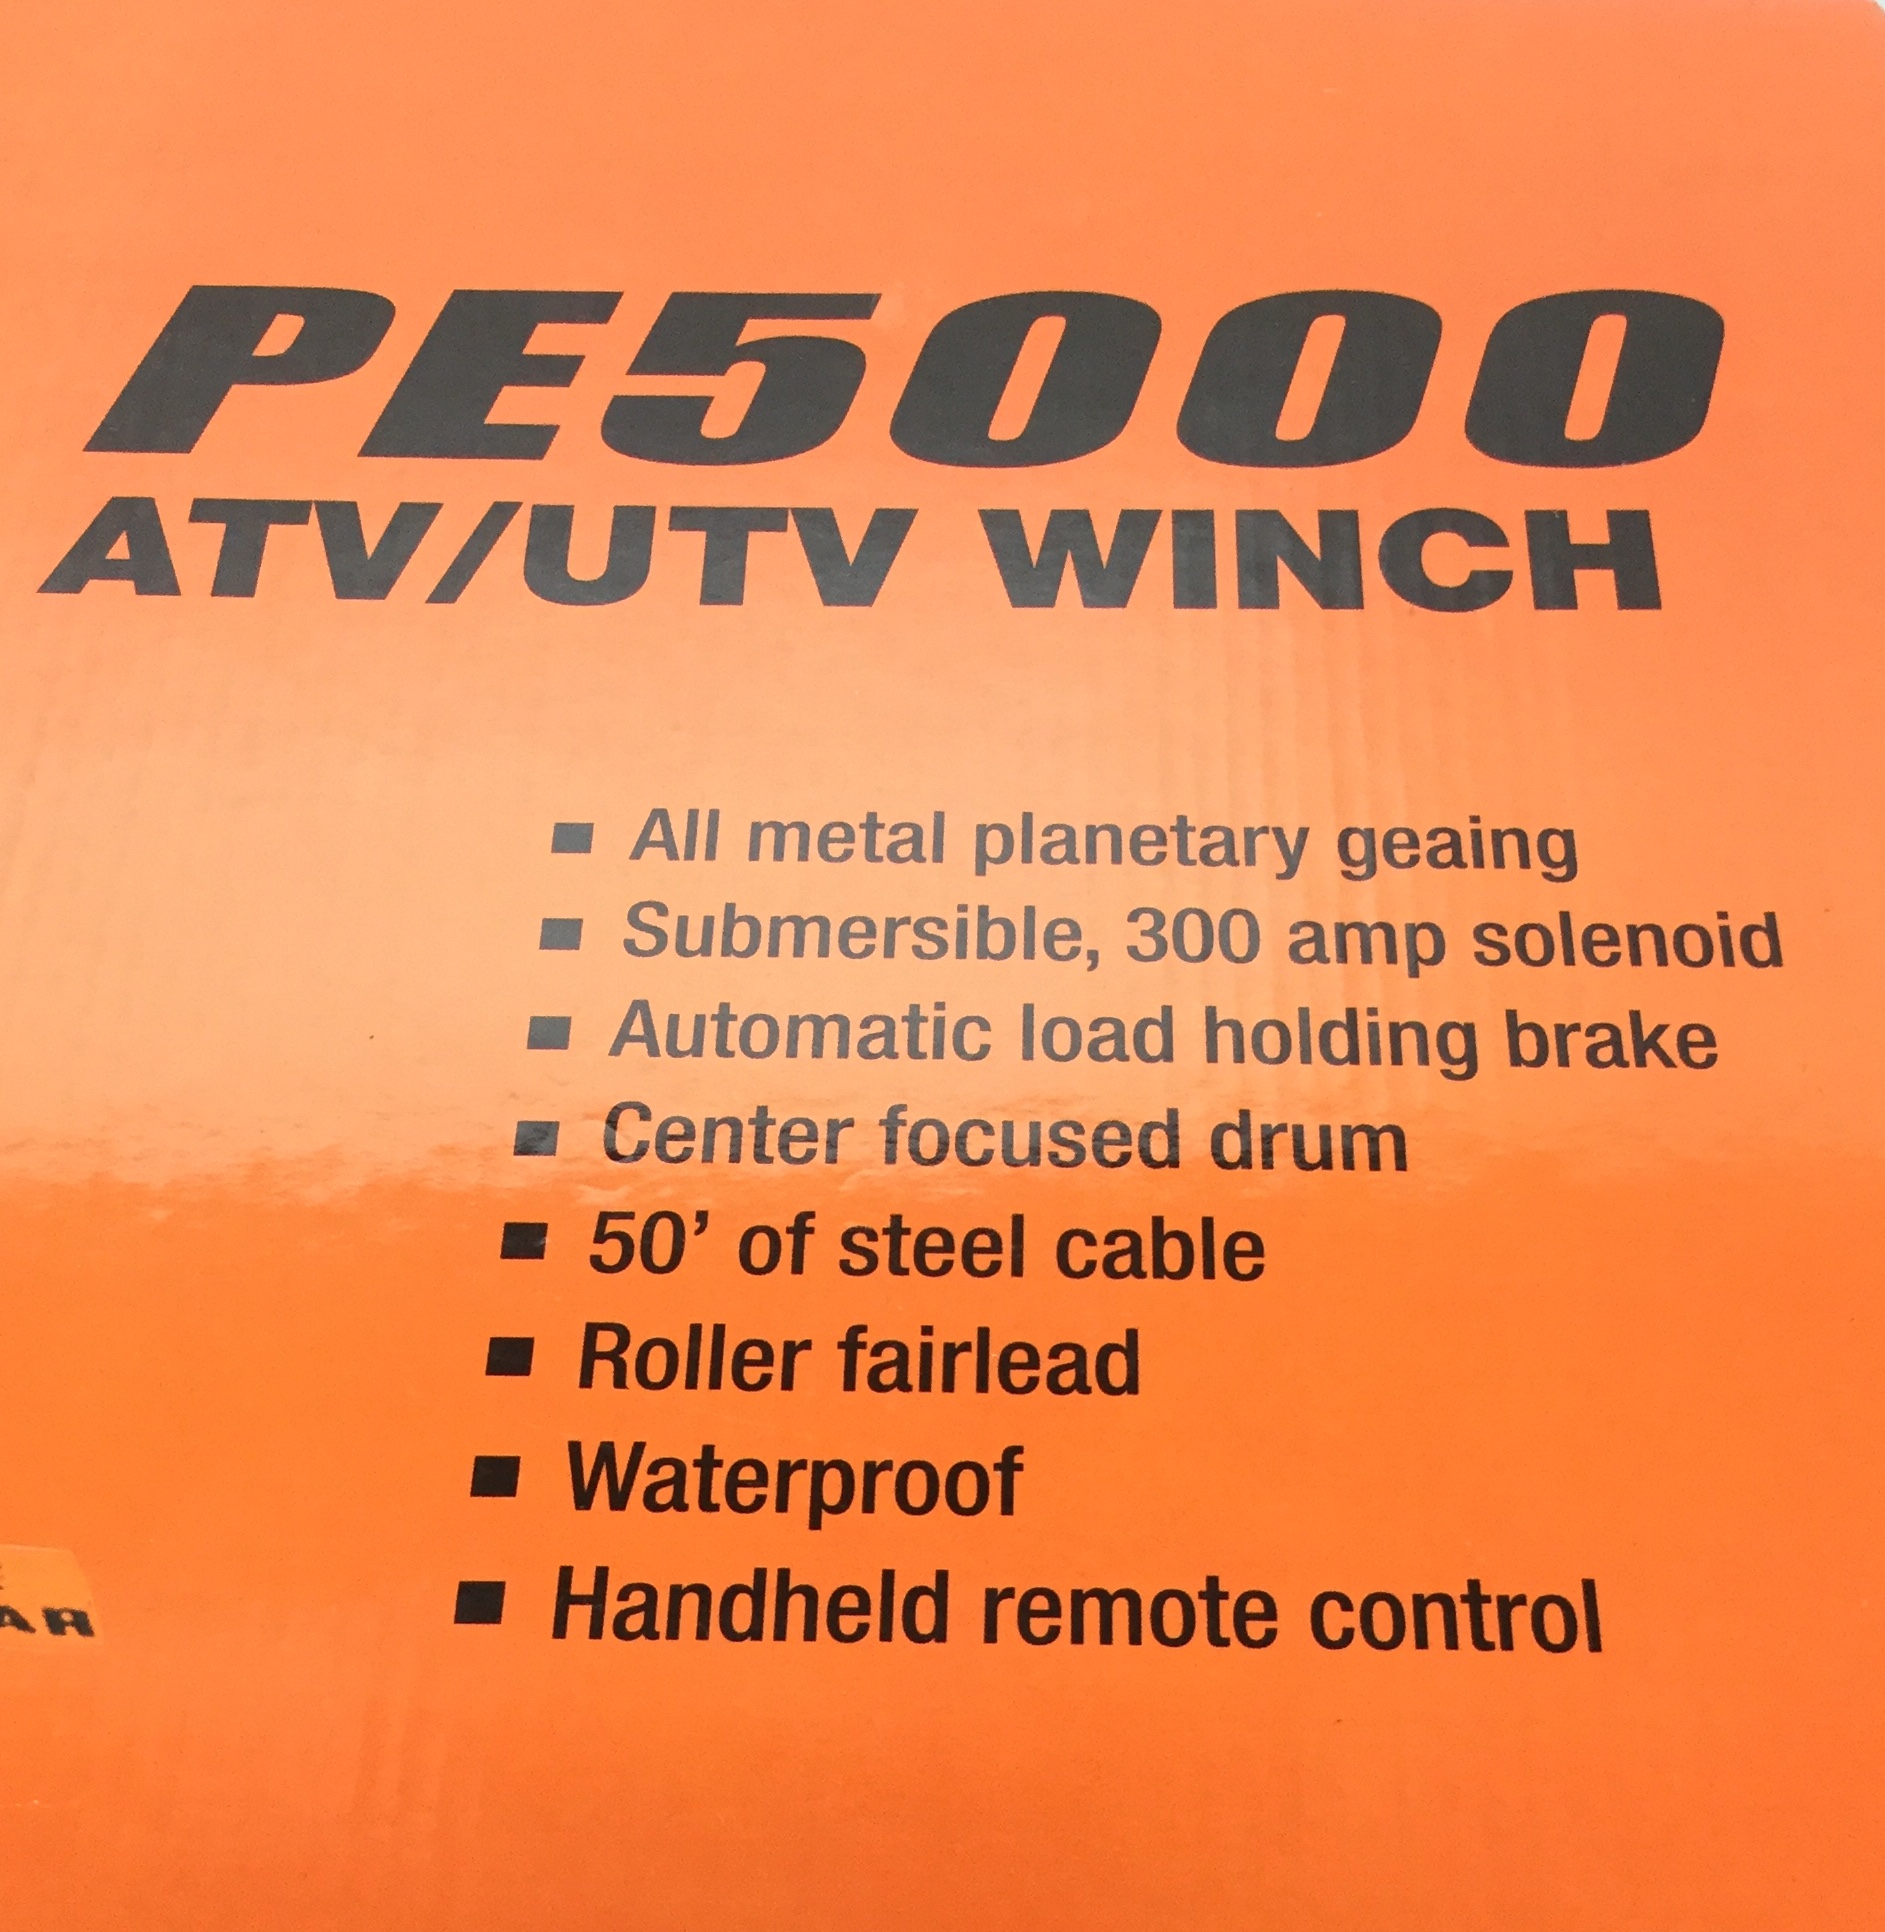 PE5000
ATV/UTV WINCH
■ All metal planetary geaing
■ Submersible, 300 amp solenoid
■ Automatic load holding brake
■ Center focused drum
■ 50’ of steel cable
■ Roller fairlead
■ Waterproof
■ Handheld remote control